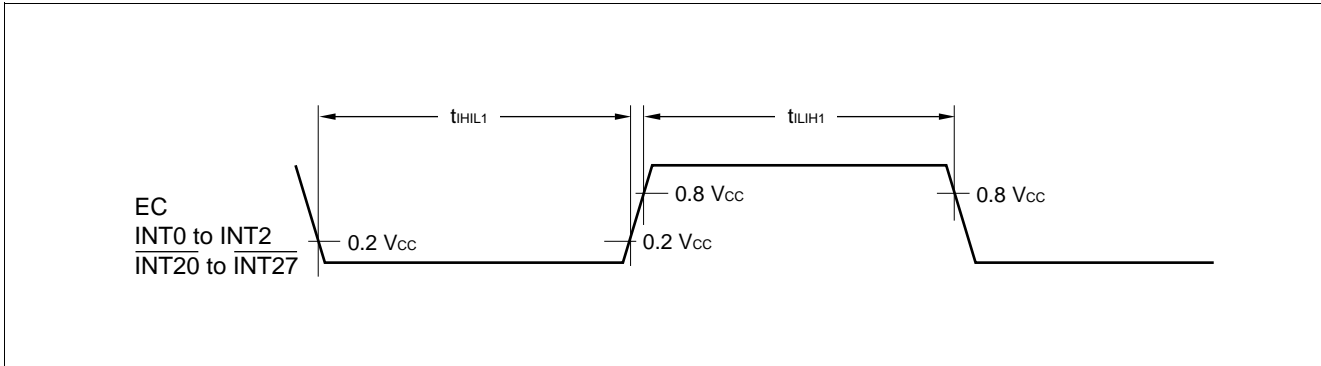 tIHIL1 tILIH1
0.8 VCC 0.8 VCC
EC
INT0 to INT2 0.2 VCC 0.2 VCC
INT20 to INT27